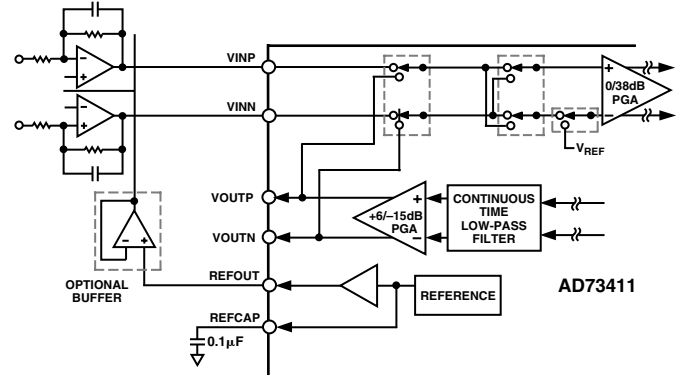 VINP
VINN
0/38dB
PGA
+
−
V_REF
VOUTP
VOUTN
+6/−15dB
PGA
+
−
CONTINUOUS
TIME
LOW-PASS
FILTER
−
+
−
+
−
+
OPTIONAL
BUFFER
REFOUT
REFERENCE
AD73411
REFCAP
0.1μF